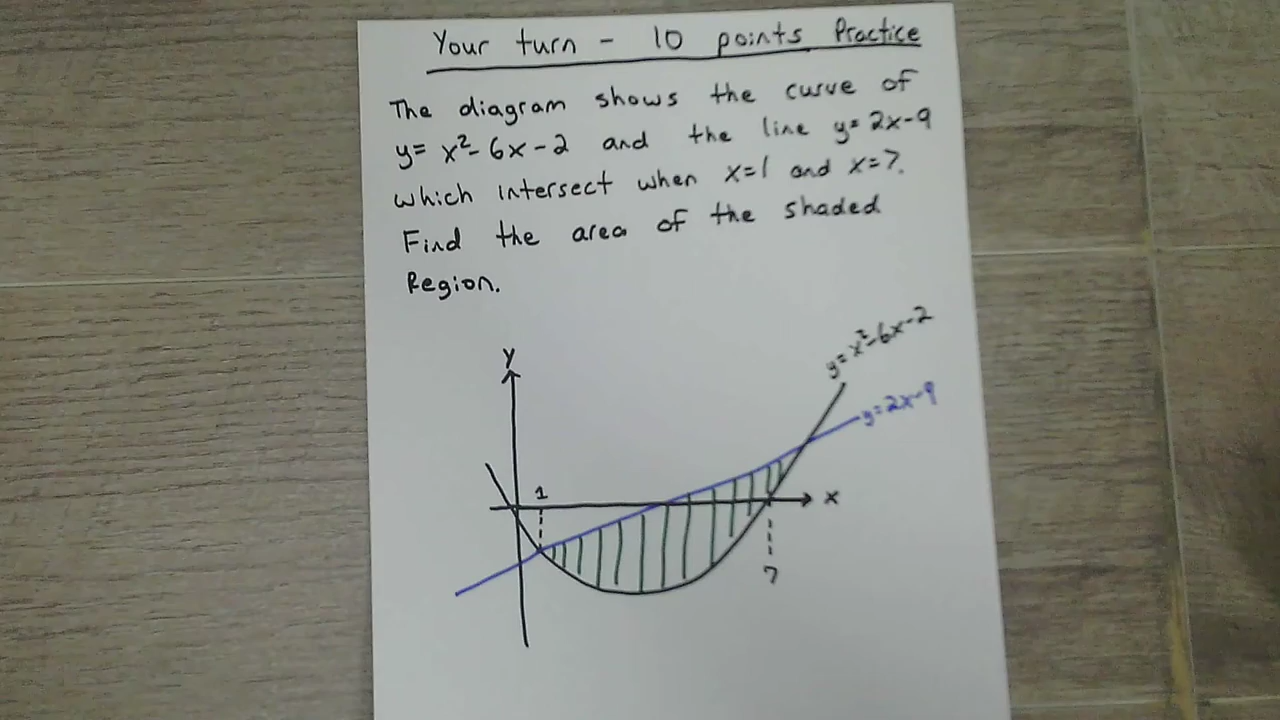 Your turn - 10 points Practice
The diagram shows the curve of
y= x²-6x-2 and the line y=2x-9
which intersect when x=1 and x=7.
Find the area of the shaded
Region.
y=x²-6x-2
y
y=2x-9
1
x
7